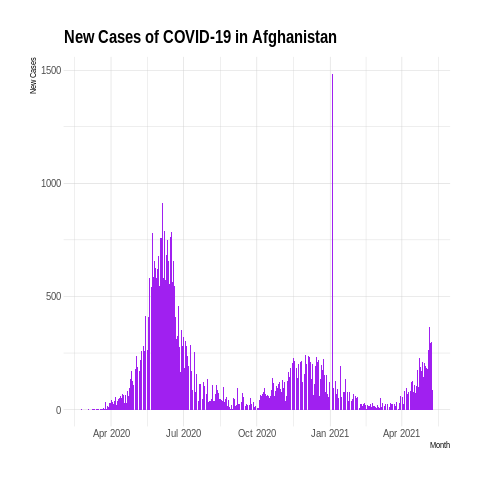 New Cases of COVID-19 in Afghanistan
New Cases
1500
1000
500
0
Apr 2020 Jul 2020 Oct 2020 Jan 2021 Apr 2021
Month